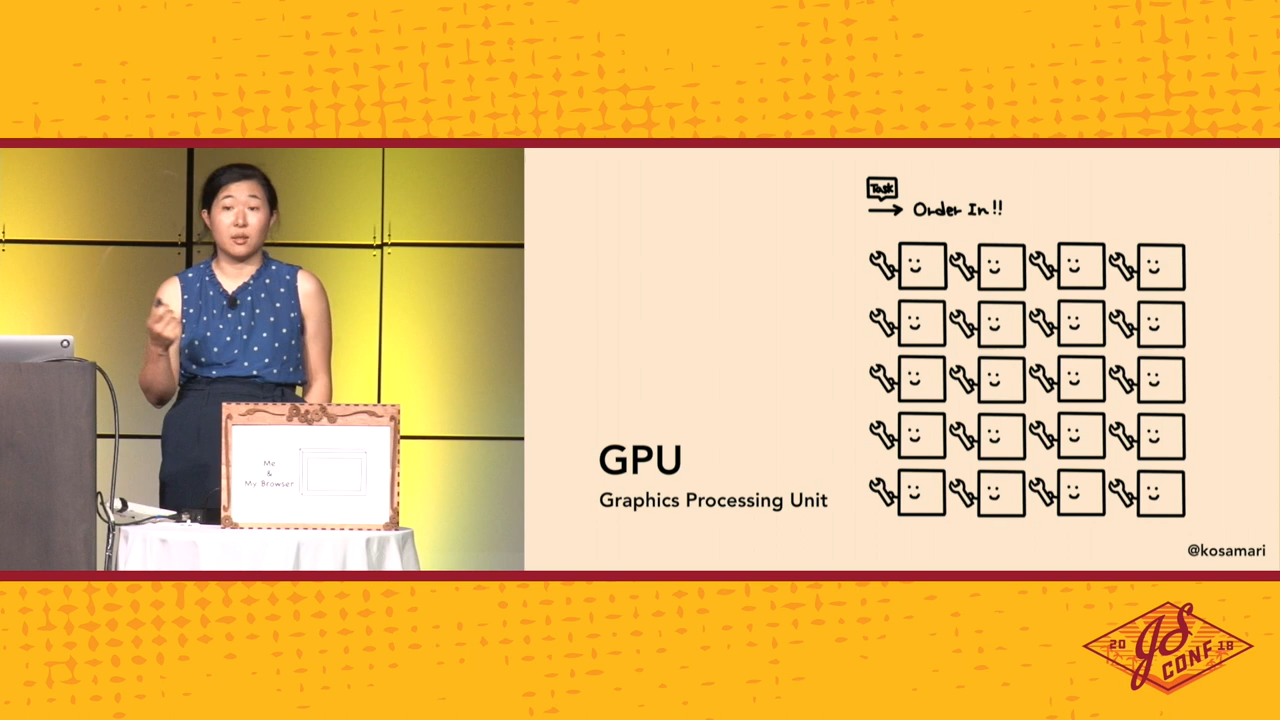 Task
Order In!!
GPU
Graphics Processing Unit
@kosamari
Me
&
My Browser
20 JS 18
CONF